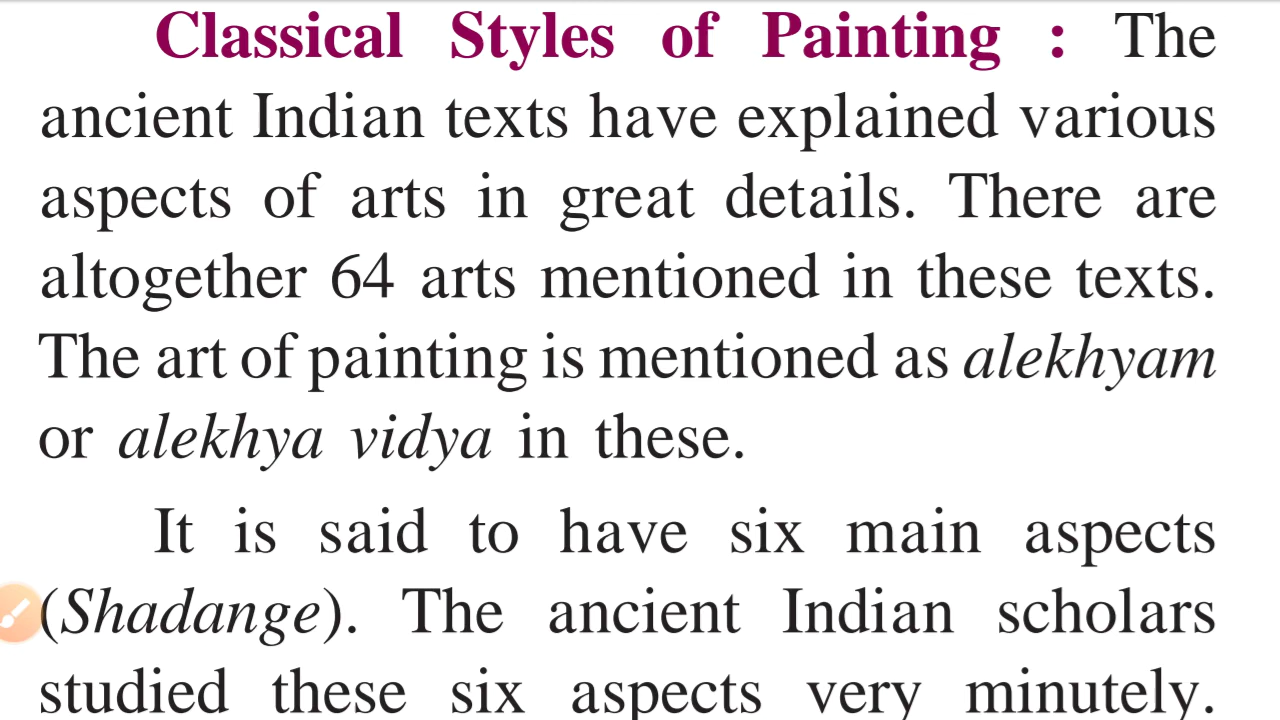 Classical Styles of Painting : The
ancient Indian texts have explained various
aspects of arts in great details. There are
altogether 64 arts mentioned in these texts.
The art of painting is mentioned as alekhyam
or alekhya vidya in these.
It is said to have six main aspects
(Shadange). The ancient Indian scholars
studied these six aspects very minutely.